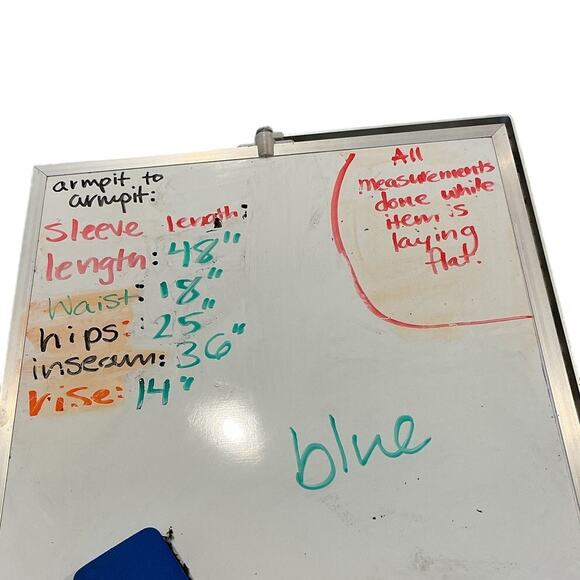 armpit to
armpit:
sleeve length:
length: 48"
Waist: 18"
hips: 25"
inseam: 36"
rise: 14"
All
measurements
done while
item is
laying
flat.
blue